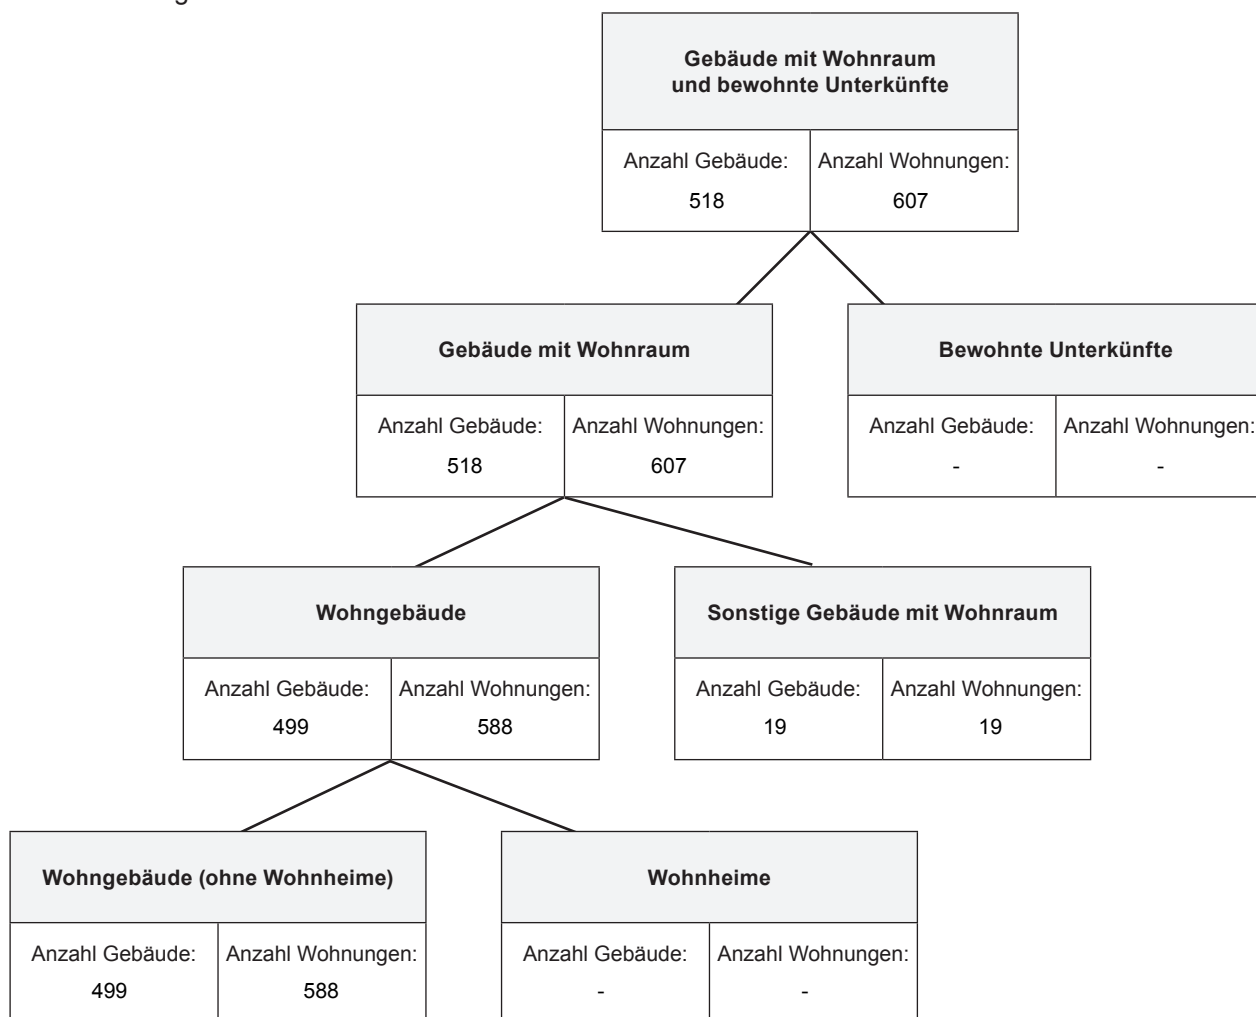 Gebäude mit Wohnraum
und bewohnte Unterkünfte
Anzahl Gebäude: Anzahl Wohnungen:
518 607
Gebäude mit Wohnraum Bewohnte Unterkünfte
Anzahl Gebäude: Anzahl Wohnungen: Anzahl Gebäude: Anzahl Wohnungen:
518 607 - -
Wohngebäude Sonstige Gebäude mit Wohnraum
Anzahl Gebäude: Anzahl Wohnungen: Anzahl Gebäude: Anzahl Wohnungen:
499 588 19 19
Wohngebäude (ohne Wohnheime) Wohnheime
Anzahl Gebäude: Anzahl Wohnungen: Anzahl Gebäude: Anzahl Wohnungen:
499 588 - -